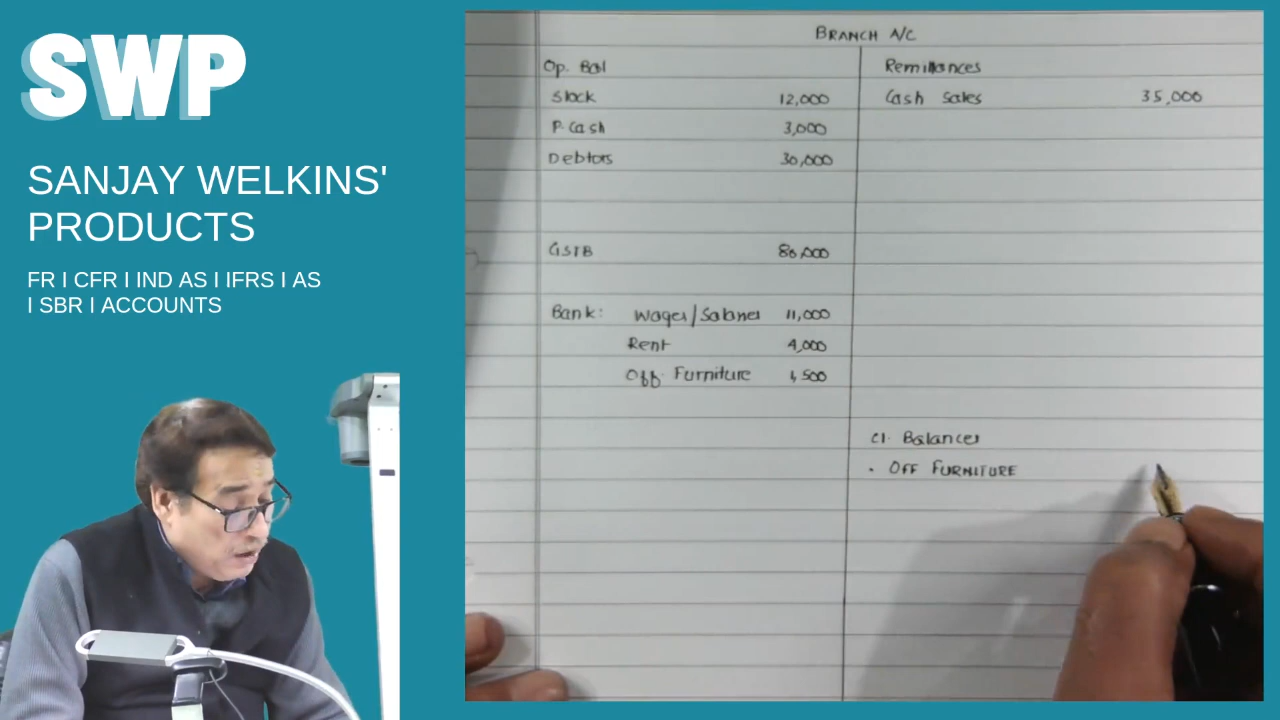 SWP
SANJAY WELKINS'
PRODUCTS
FR I CFR I IND AS I IFRS I AS
I SBR I ACCOUNTS
BRANCH A/C
Op. Bal
Stock 12,000
P. Cash 3,000
Debtors 30,000
GSTB 80,000
Bank: Wages/Salaries 11,000
Rent 4,000
Off. Furniture 1,500
Remittances
Cash Sales 35,000
Cl. Balances
. OFF FURNITURE